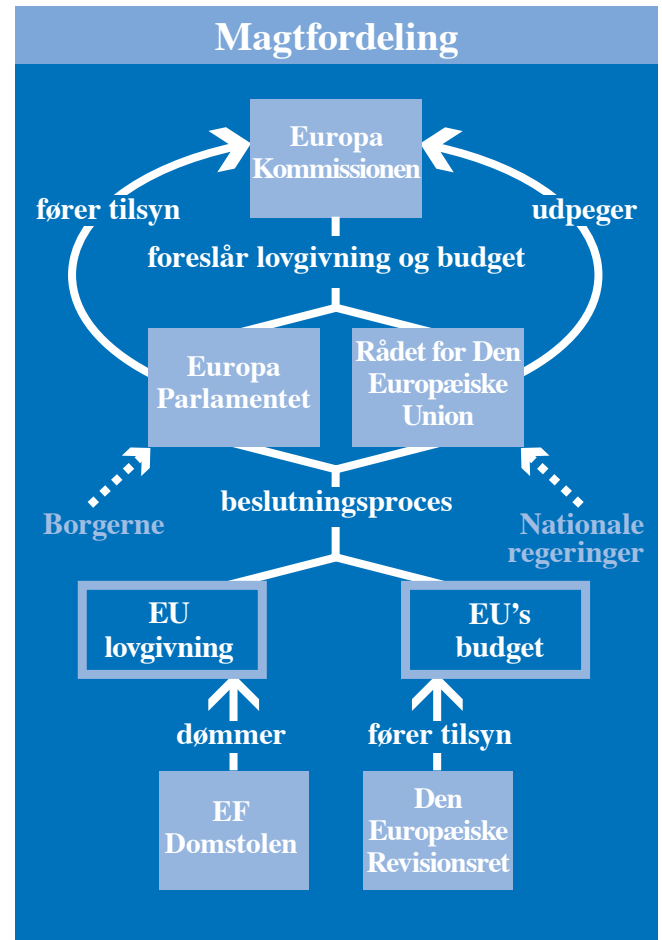 Magtfordeling
Europa
Kommissionen
fører tilsyn
udpeger
foreslår lovgivning og budget
Europa
Parlamentet
Rådet for Den
Europæiske
Union
Borgerne
beslutningsproces
Nationale
regeringer
EU
lovgivning
EU’s
budget
dømmer
fører tilsyn
EF
Domstolen
Den
Europæiske
Revisionsret